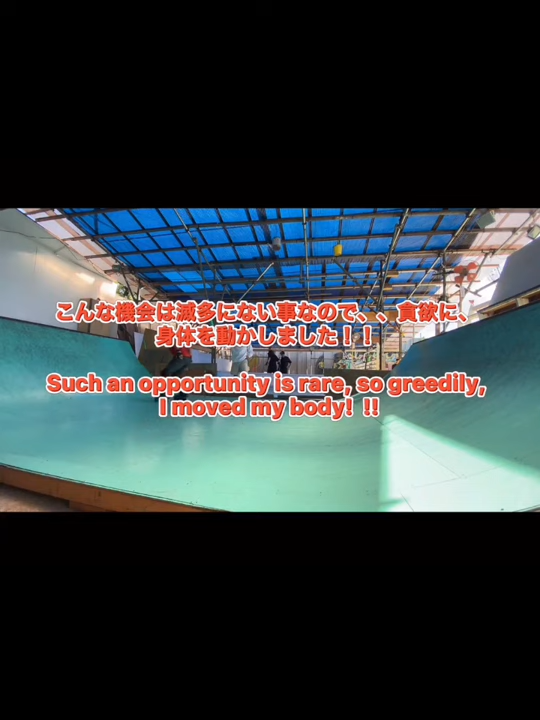 こんな機会は滅多にない事なので、、貪欲に、
身体を動かしました！！
Such an opportunity is rare, so greedily,
I moved my body! !!